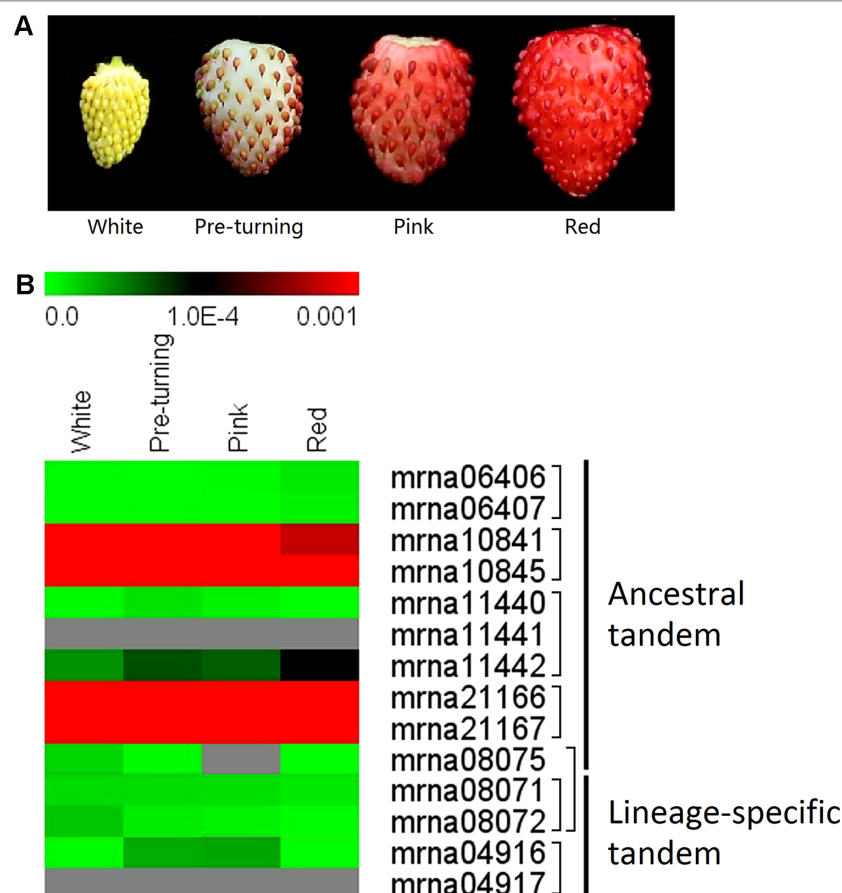 A
White Pre-turning Pink Red
B
0.0 1.0E-4 0.001
White Pre-turning Pink Red
mrna06406
mrna06407
mrna10841
mrna10845
mrna11440
mrna11441
mrna11442
mrna21166
mrna21167
mrna08075
mrna08071
mrna08072
mrna04916
mrna04917
Ancestral
tandem
Lineage-specific
tandem